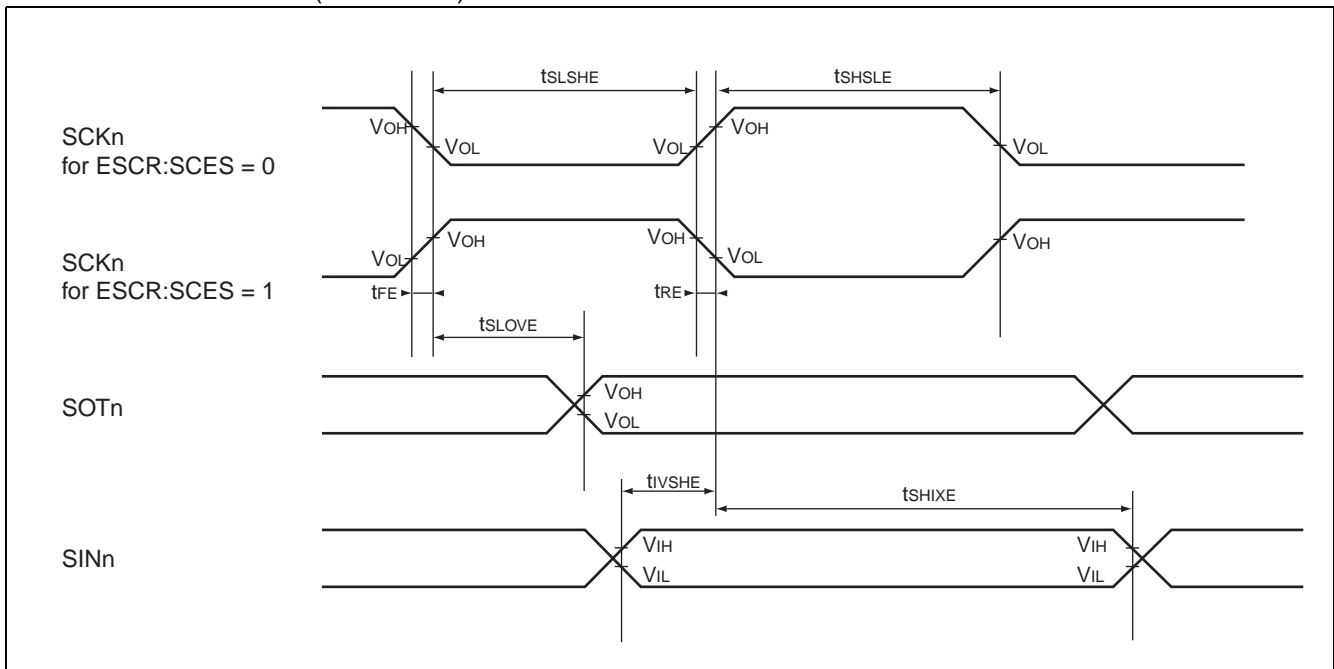 tSLSHE
tSHSLE
SCKn
for ESCR:SCES = 0
VOH
VOL
VOL
VOH
VOL
SCKn
for ESCR:SCES = 1
VOL
VOH
VOH
VOL
VOH
tFE
tRE
tSLOVE
SOTn
VOH
VOL
tIVSHE
tSHIXE
SINn
VIH
VIL
VIH
VIL